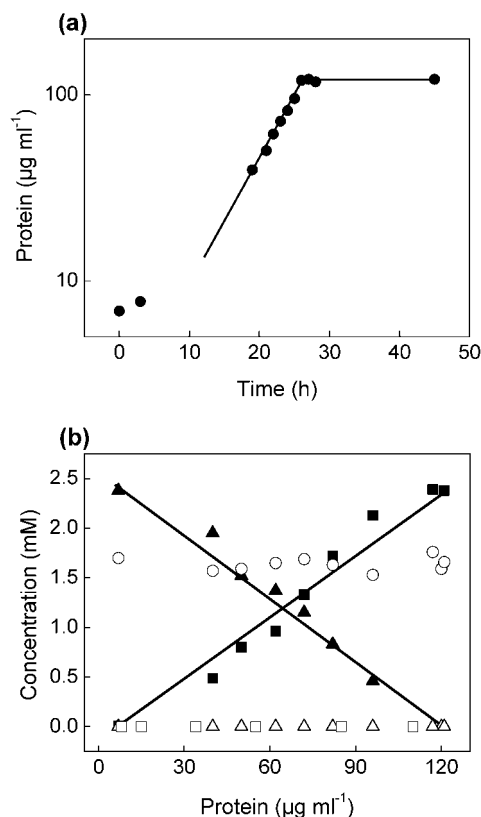 (a)
100
10
Protein (µg ml⁻¹)
0 10 20 30 40 50
Time (h)
(b)
2.5
2.0
1.5
1.0
0.5
0.0
Concentration (mM)
0 30 60 90 120
Protein (µg ml⁻¹)